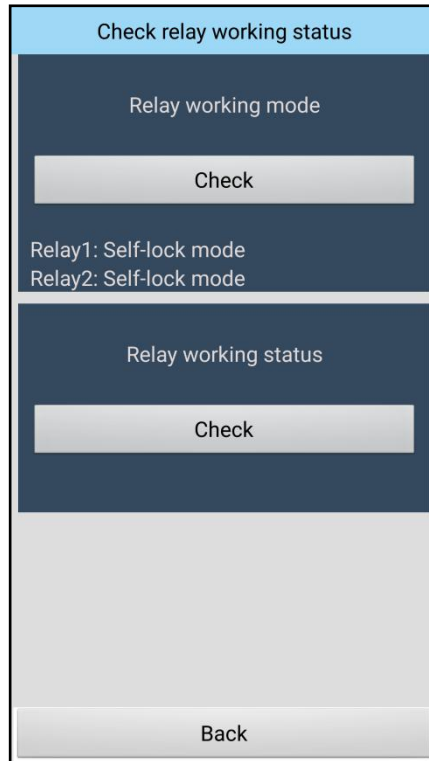 Check relay working status
Relay working mode
Check
Relay1: Self-lock mode
Relay2: Self-lock mode
Relay working status
Check
Back